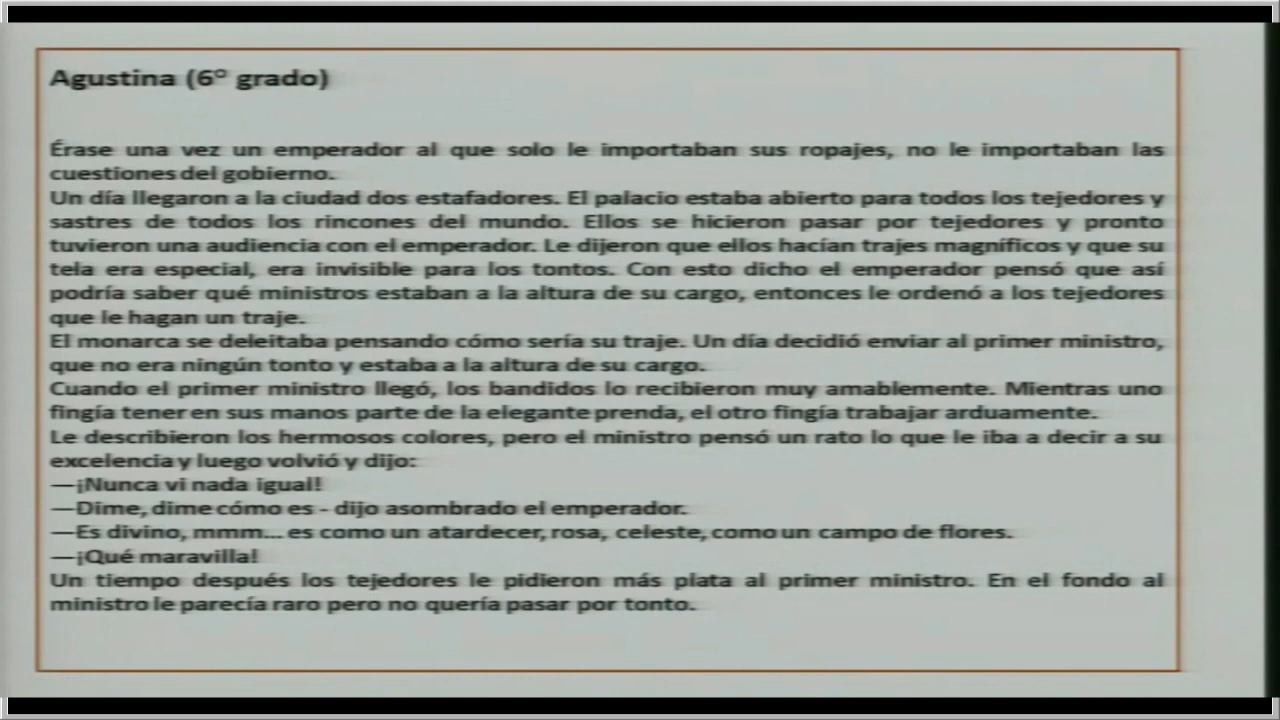 Agustina (6° grado)
Érase una vez un emperador al que solo le importaban sus ropajes, no le importaban las
cuestiones del gobierno.
Un día llegaron a la ciudad dos estafadores. El palacio estaba abierto para todos los tejedores y
sastres de todos los rincones del mundo. Ellos se hicieron pasar por tejedores y pronto
tuvieron una audiencia con el emperador. Le dijeron que ellos hacían trajes magníficos y que su
tela era especial, era invisible para los tontos. Con esto dicho el emperador pensó que así
podría saber qué ministros estaban a la altura de su cargo, entonces le ordenó a los tejedores
que le hagan un traje.
El monarca se deleitaba pensando cómo sería su traje. Un día decidió enviar al primer ministro,
que no era ningún tonto y estaba a la altura de su cargo.
Cuando el primer ministro llegó, los bandidos lo recibieron muy amablemente. Mientras uno
fingía tener en sus manos parte de la elegante prenda, el otro fingía trabajar arduamente.
Le describieron los hermosos colores, pero el ministro pensó un rato lo que le iba a decir a su
excelencia y luego volvió y dijo:
—¡Nunca vi nada igual!
—Dime, dime cómo es - dijo asombrado el emperador.
—Es divino, mmm... es como un atardecer, rosa, celeste, como un campo de flores.
—¡Qué maravilla!
Un tiempo después los tejedores le pidieron más plata al primer ministro. En el fondo al
ministro le parecía raro pero no quería pasar por tonto.